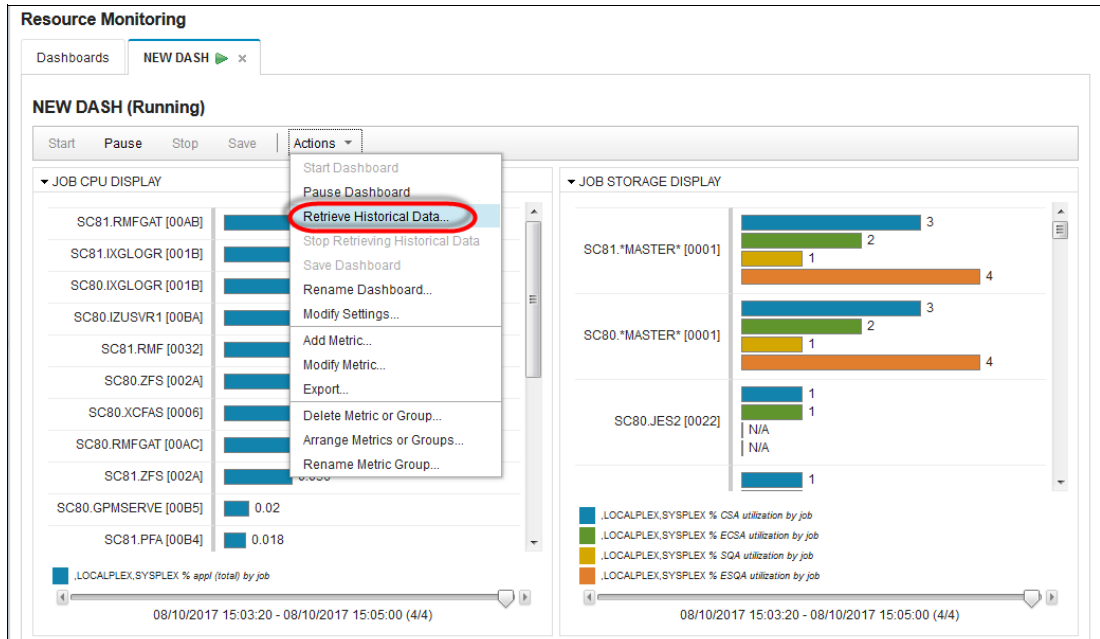 Resource Monitoring
Dashboards
NEW DASH
NEW DASH (Running)
Start Pause Stop Save Actions
Start Dashboard
Pause Dashboard
Retrieve Historical Data...
Stop Retrieving Historical Data
Save Dashboard
Rename Dashboard...
Modify Settings...
Add Metric...
Modify Metric...
Export...
Delete Metric or Group...
Arrange Metrics or Groups...
Rename Metric Group...
JOB CPU DISPLAY
SC81.RMFGAT [00AB]
SC81.IXGLOGR [001B]
SC80.IXGLOGR [001B]
SC80.IZUSVR1 [00BA]
SC81.RMF [0032]
SC80.ZFS [002A]
SC80.XCFAS [0006]
SC80.RMFGAT [00AC]
SC81.ZFS [002A]
SC80.GPMSERVE [00B5] 0.02
SC81.PFA [00B4] 0.018
,LOCALPLEX,SYSPLEX % appl (total) by job
08/10/2017 15:03:20 - 08/10/2017 15:05:00 (4/4)
JOB STORAGE DISPLAY
SC81.*MASTER* [0001]
3
2
1
4
SC80.*MASTER* [0001]
3
2
1
4
SC80.JES2 [0022]
1
1
N/A
N/A
1
,LOCALPLEX,SYSPLEX % CSA utilization by job
,LOCALPLEX,SYSPLEX % ECSA utilization by job
,LOCALPLEX,SYSPLEX % SQA utilization by job
,LOCALPLEX,SYSPLEX % ESQA utilization by job
08/10/2017 15:03:20 - 08/10/2017 15:05:00 (4/4)